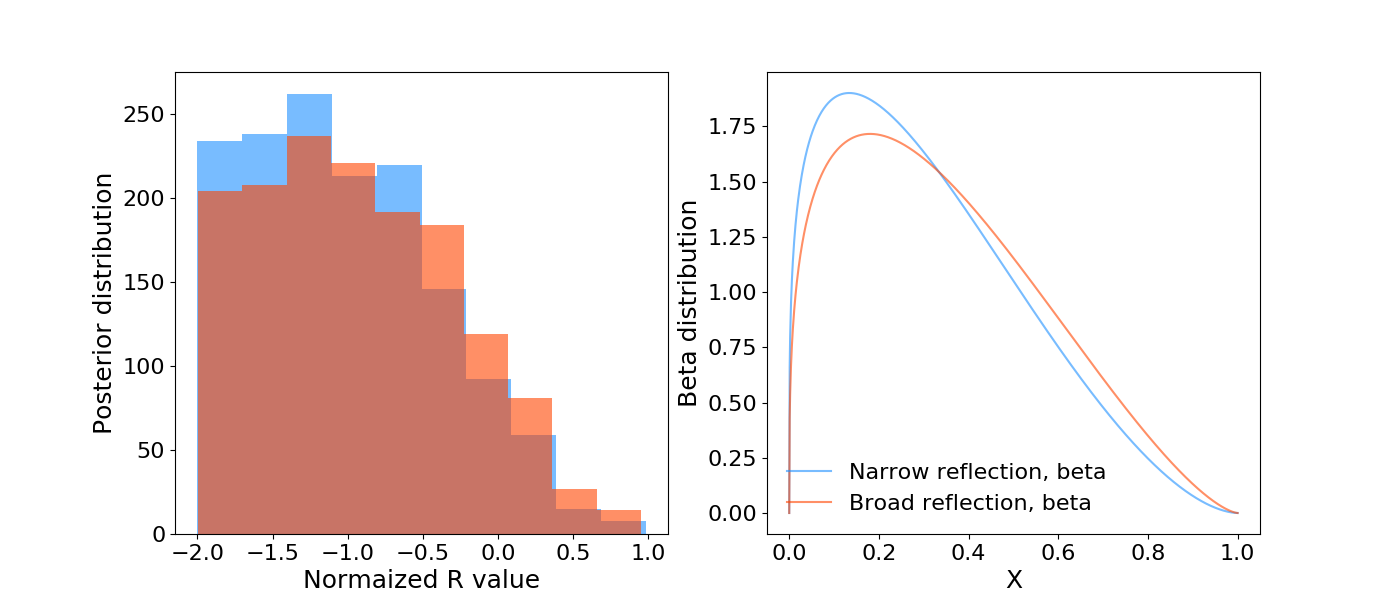 Posterior distribution
250
200
150
100
50
0
−2.0 −1.5 −1.0 −0.5 0.0 0.5 1.0
Normaized R value
Beta distribution
1.75
1.50
1.25
1.00
0.75
0.50
0.25
0.00
Narrow reflection, beta
Broad reflection, beta
0.0 0.2 0.4 0.6 0.8 1.0
X